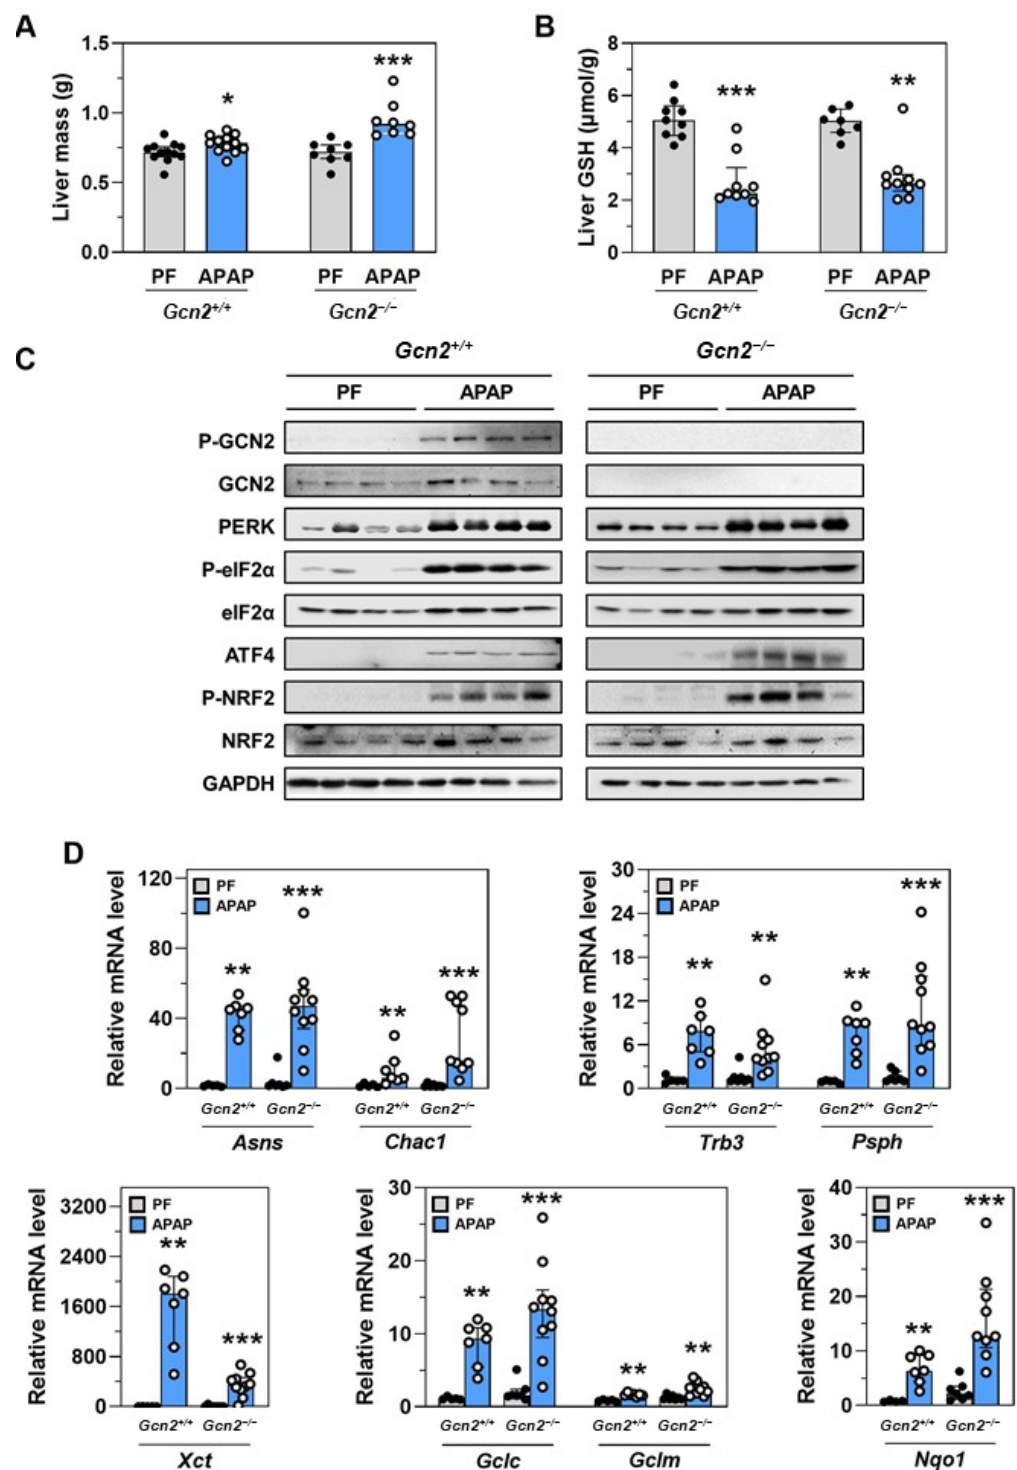 A
B
Liver mass (g)
1.5
1.0
0.5
0.0
*
***
PF APAP PF APAP
Gcn2+/+ Gcn2−/−
Liver GSH (µmol/g)
8
6
4
2
0
***
**
PF APAP PF APAP
Gcn2+/+ Gcn2−/−
C
Gcn2+/+ Gcn2−/−
PF APAP PF APAP
P-GCN2
GCN2
PERK
P-eIF2α
eIF2α
ATF4
P-NRF2
NRF2
GAPDH
D
Relative mRNA level
120
80
40
0
PF
APAP
** *** ** ***
Gcn2+/+ Gcn2−/− Gcn2+/+ Gcn2−/−
Asns Chac1
Relative mRNA level
30
24
18
12
6
0
PF
APAP
** ** ** ***
Gcn2+/+ Gcn2−/− Gcn2+/+ Gcn2−/−
Trb3 Psph
Relative mRNA level
3200
2400
1600
800
0
PF
APAP
** ***
Gcn2+/+ Gcn2−/−
Xct
Relative mRNA level
30
20
10
0
PF
APAP
** *** ** **
Gcn2+/+ Gcn2−/− Gcn2+/+ Gcn2−/−
Gclc Gclm
Relative mRNA level
40
30
20
10
0
PF
APAP
** ***
Gcn2+/+ Gcn2−/−
Nqo1